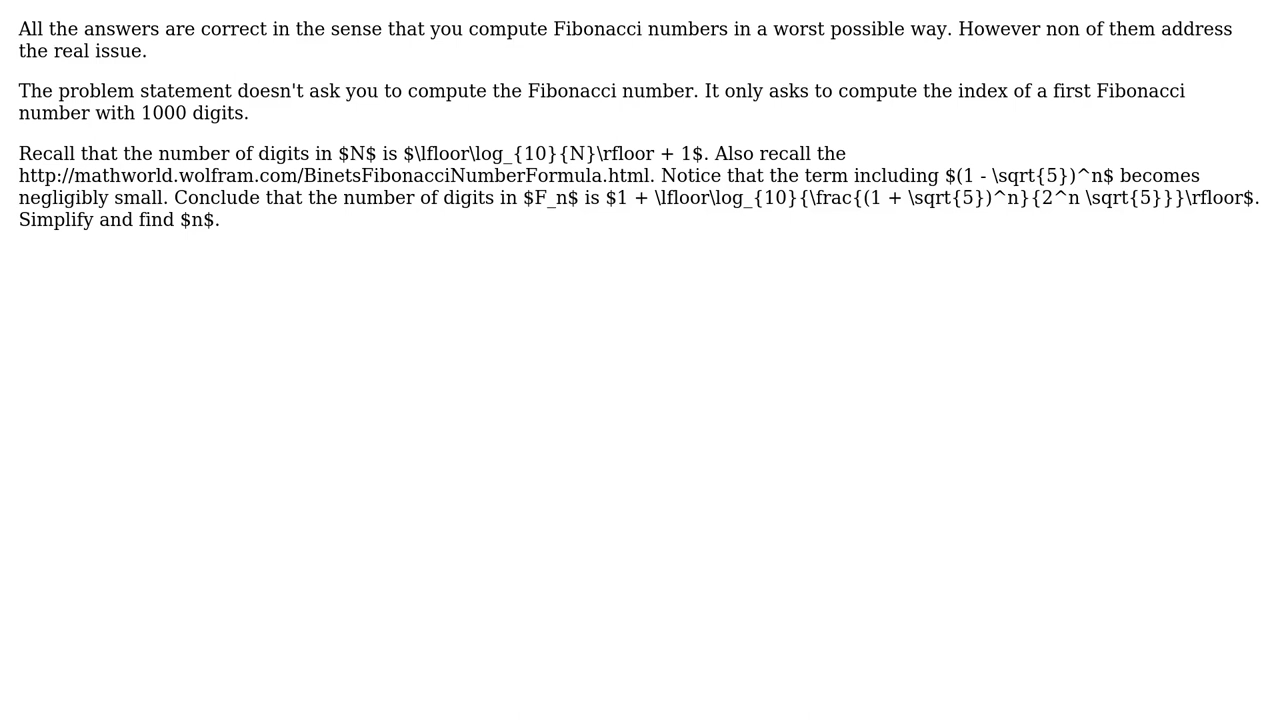 All the answers are correct in the sense that you compute Fibonacci numbers in a worst possible way. However non of them address
the real issue.
The problem statement doesn't ask you to compute the Fibonacci number. It only asks to compute the index of a first Fibonacci
number with 1000 digits.
Recall that the number of digits in $N$ is $\lfloor\log_{10}{N}\rfloor + 1$. Also recall the
http://mathworld.wolfram.com/BinetsFibonacciNumberFormula.html. Notice that the term including $(1 - \sqrt{5})^n$ becomes
negligibly small. Conclude that the number of digits in $F_n$ is $1 + \lfloor\log_{10}{\frac{(1 + \sqrt{5})^n}{2^n \sqrt{5}}}\rfloor$.
Simplify and find $n$.